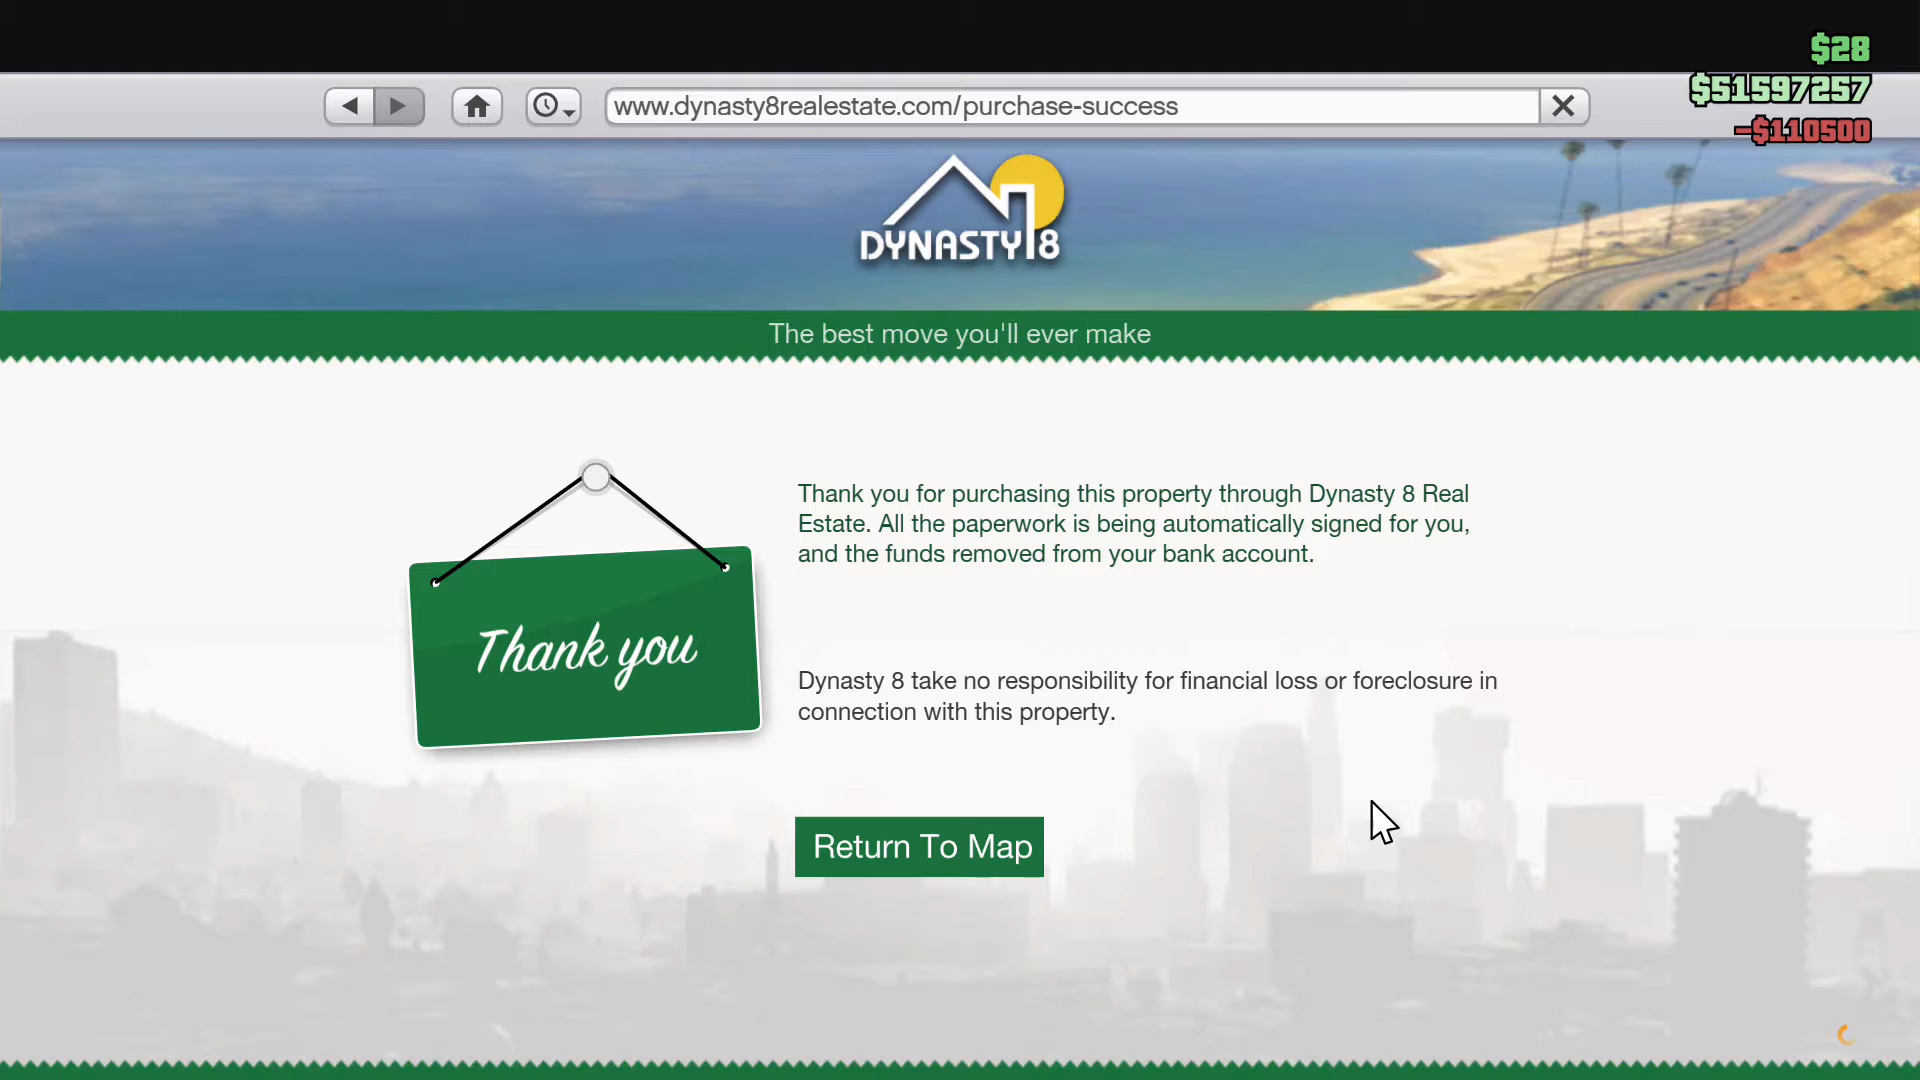 $28
www.dynasty8realestate.com/purchase-success
$51597257
-$110500
DYNASTY 8
The best move you'll ever make
Thank you for purchasing this property through Dynasty 8 Real
Estate. All the paperwork is being automatically signed for you,
and the funds removed from your bank account.
Thank you
Dynasty 8 take no responsibility for financial loss or foreclosure in
connection with this property.
Return To Map